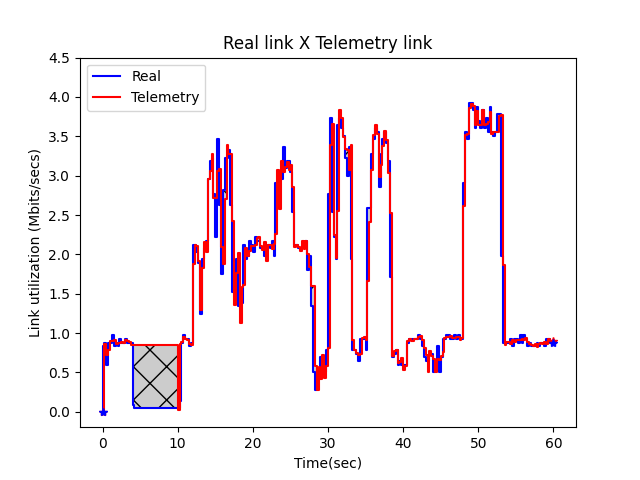 Real link X Telemetry link
Real
Telemetry
Link utilization (Mbits/secs)
4.5
4.0
3.5
3.0
2.5
2.0
1.5
1.0
0.5
0.0
0 10 20 30 40 50 60
Time(sec)